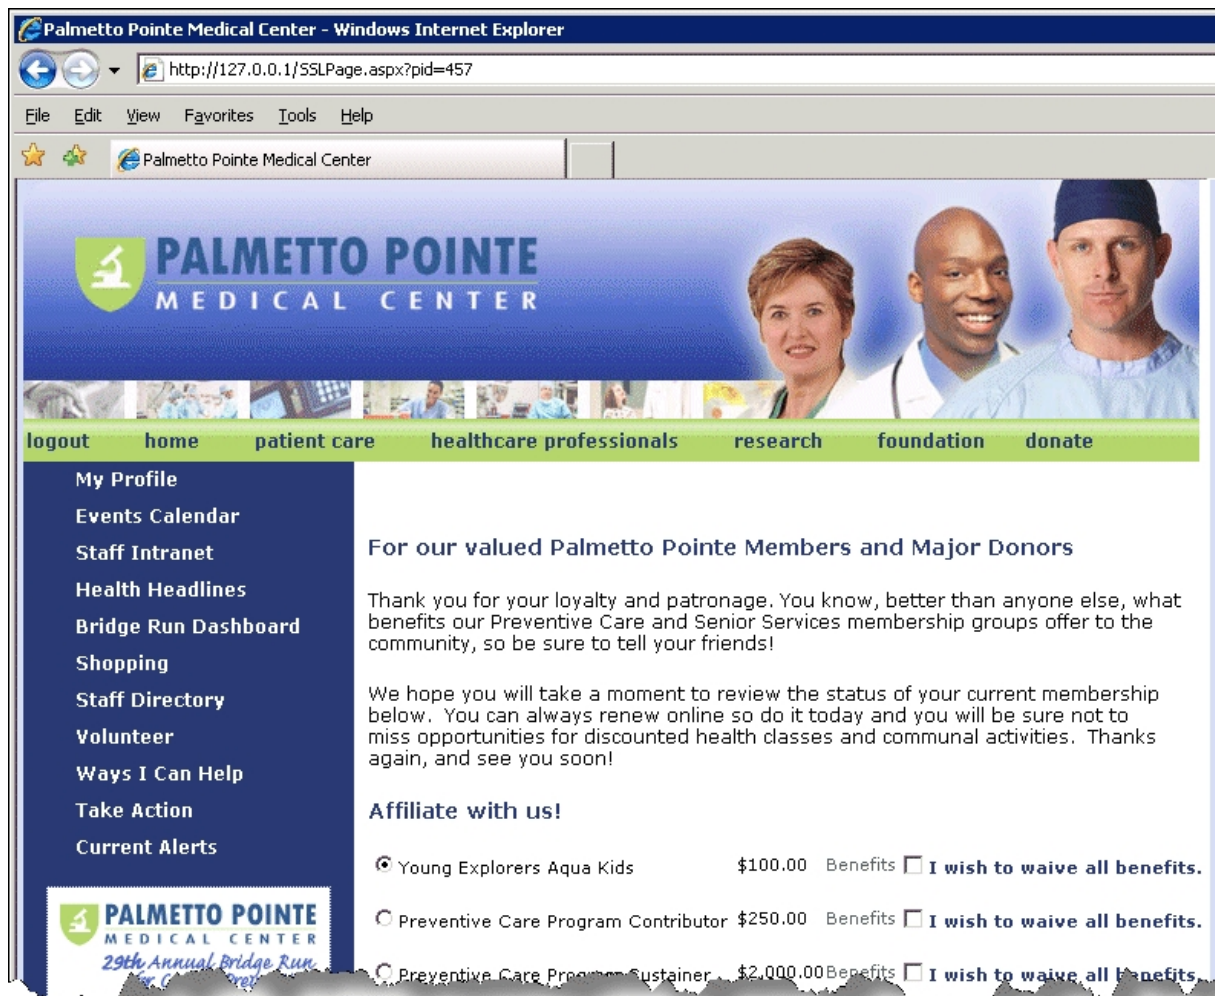 Palmetto Pointe Medical Center - Windows Internet Explorer
http://127.0.0.1/SSLPage.aspx?pid=457
File Edit View Favorites Tools Help
Palmetto Pointe Medical Center
PALMETTO POINTE
MEDICAL CENTER
logout home patient care healthcare professionals research foundation donate
My Profile
Events Calendar
Staff Intranet
Health Headlines
Bridge Run Dashboard
Shopping
Staff Directory
Volunteer
Ways I Can Help
Take Action
Current Alerts
PALMETTO POINTE
MEDICAL CENTER
29th Annual Bridge Run
For our valued Palmetto Pointe Members and Major Donors
Thank you for your loyalty and patronage. You know, better than anyone else, what
benefits our Preventive Care and Senior Services membership groups offer to the
community, so be sure to tell your friends!
We hope you will take a moment to review the status of your current membership
below. You can always renew online so do it today and you will be sure not to
miss opportunities for discounted health classes and communal activities. Thanks
again, and see you soon!
Affiliate with us!
Young Explorers Aqua Kids $100.00 Benefits I wish to waive all benefits.
Preventive Care Program Contributor $250.00 Benefits I wish to waive all benefits.
Preventive Care Program Sustainer $2,000.00 Benefits I wish to waive all benefits.